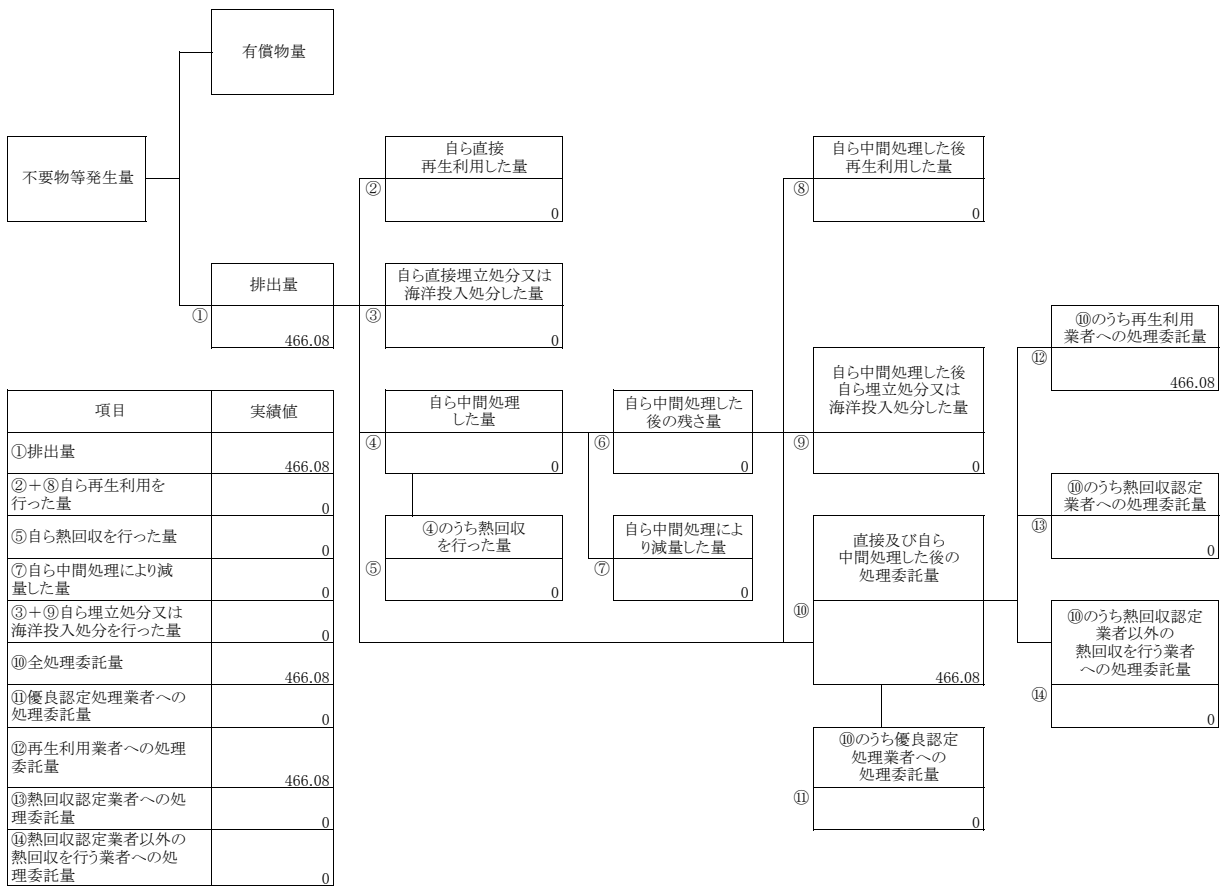 有償物量
不要物等発生量
自ら直接
再生利用した量
②
0
自ら中間処理した後
再生利用した量
⑧
0
排出量
①
466.08
自ら直接埋立処分又は
海洋投入処分した量
③
0
⑩のうち再生利用
業者への処理委託量
⑫
466.08
自ら中間処理
した量
④
0
自ら中間処理した
後の残さ量
⑥
0
自ら中間処理した後
自ら埋立処分又は
海洋投入処分した量
⑨
0
⑩のうち熱回収認定
業者への処理委託量
⑬
0
④のうち熱回収
を行った量
⑤
0
自ら中間処理によ
り減量した量
⑦
0
直接及び自ら
中間処理した後の
処理委託量
⑩
466.08
⑩のうち熱回収認定
業者以外の
熱回収を行う業者
への処理委託量
⑭
0
⑩のうち優良認定
処理業者への
処理委託量
⑪
0
項目 実績値
①排出量
466.08
②+⑧自ら再生利用を
行った量
0
⑤自ら熱回収を行った量
0
⑦自ら中間処理により減
量した量
0
③+⑨自ら埋立処分又は
海洋投入処分を行った量
0
⑩全処理委託量
466.08
⑪優良認定処理業者への
処理委託量
0
⑫再生利用業者への処理
委託量
466.08
⑬熱回収認定業者への処
理委託量
0
⑭熱回収認定業者以外の
熱回収を行う業者への処
理委託量
0